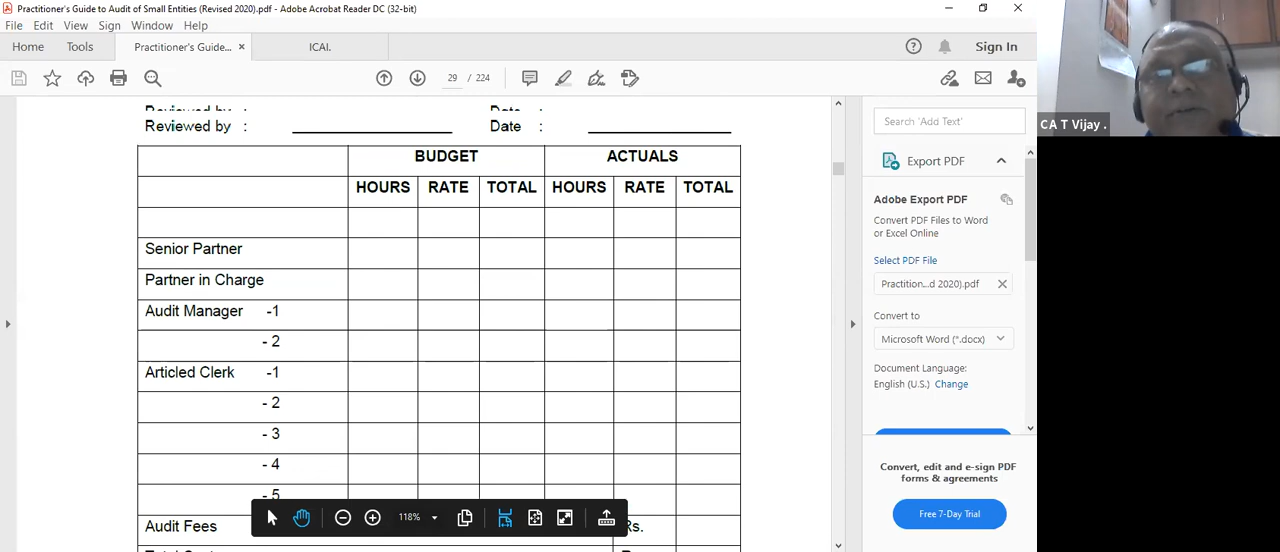 Practitioner's Guide to Audit of Small Entities (Revised 2020).pdf - Adobe Acrobat Reader DC (32-bit)
File Edit View Sign Window Help
Home Tools Practitioner's Guide... × ICAI.
Sign In
29 / 224
Reviewed by : Date :
Reviewed by : Date :
BUDGET ACTUALS
HOURS RATE TOTAL HOURS RATE TOTAL
Senior Partner
Partner in Charge
Audit Manager -1
- 2
Articled Clerk -1
- 2
- 3
- 4
- 5
Audit Fees Rs.
118%
Search 'Add Text'
Export PDF
Adobe Export PDF
Convert PDF Files to Word
or Excel Online
Select PDF File
Practition...d 2020).pdf
Convert to
Microsoft Word (*.docx)
Document Language:
English (U.S.) Change
Convert, edit and e-sign PDF
forms & agreements
Free 7-Day Trial
CA T Vijay .